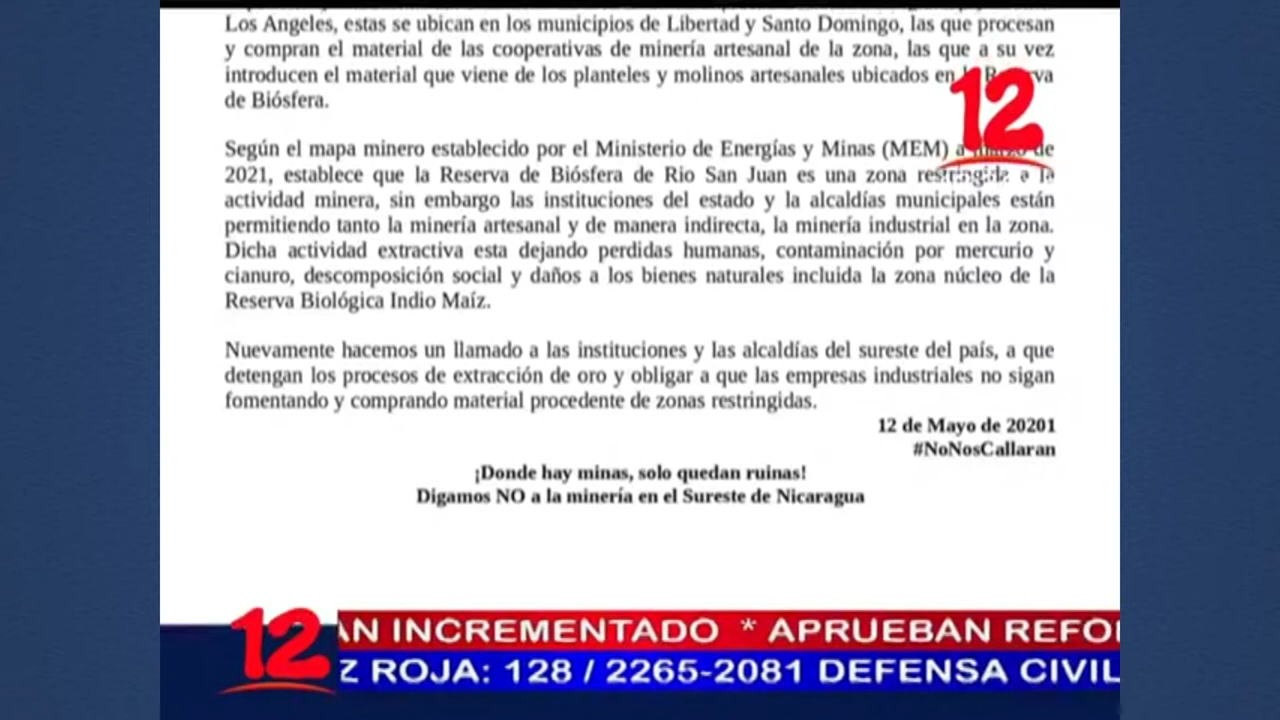 Los Angeles, estas se ubican en los municipios de Libertad y Santo Domingo, las que procesan
y compran el material de las cooperativas de minería artesanal de la zona, las que a su vez
introducen el material que viene de los planteles y molinos artesanales ubicados en la Reserva
de Biósfera.
12
Según el mapa minero establecido por el Ministerio de Energías y Minas (MEM) a marzo de
2021, establece que la Reserva de Biósfera de Rio San Juan es una zona restringida a la
actividad minera, sin embargo las instituciones del estado y la alcaldías municipales están
permitiendo tanto la minería artesanal y de manera indirecta, la minería industrial en la zona.
Dicha actividad extractiva esta dejando perdidas humanas, contaminación por mercurio y
cianuro, descomposición social y daños a los bienes naturales incluida la zona núcleo de la
Reserva Biológica Indio Maíz.
Nuevamente hacemos un llamado a las instituciones y las alcaldías del sureste del país, a que
detengan los procesos de extracción de oro y obligar a que las empresas industriales no sigan
fomentando y comprando material procedente de zonas restringidas.
12 de Mayo de 20201
#NoNosCallaran
¡Donde hay minas, solo quedan ruinas!
Digamos NO a la minería en el Sureste de Nicaragua
12
AN INCREMENTADO * APRUEBAN REFO
Z ROJA: 128 / 2265-2081 DEFENSA CIVIL